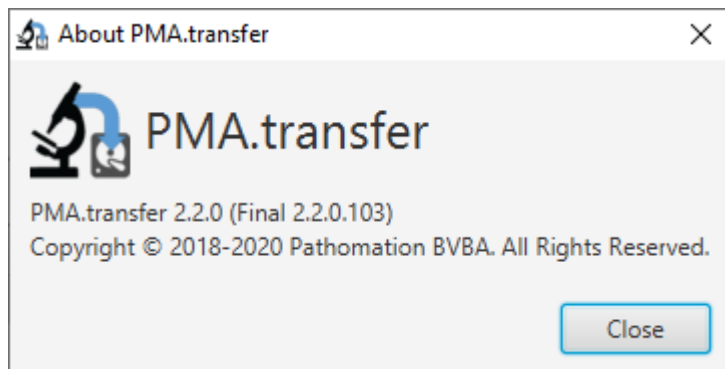 About PMA.transfer
PMA.transfer
PMA.transfer 2.2.0 (Final 2.2.0.103)
Copyright © 2018-2020 Pathomation BVBA. All Rights Reserved.
Close